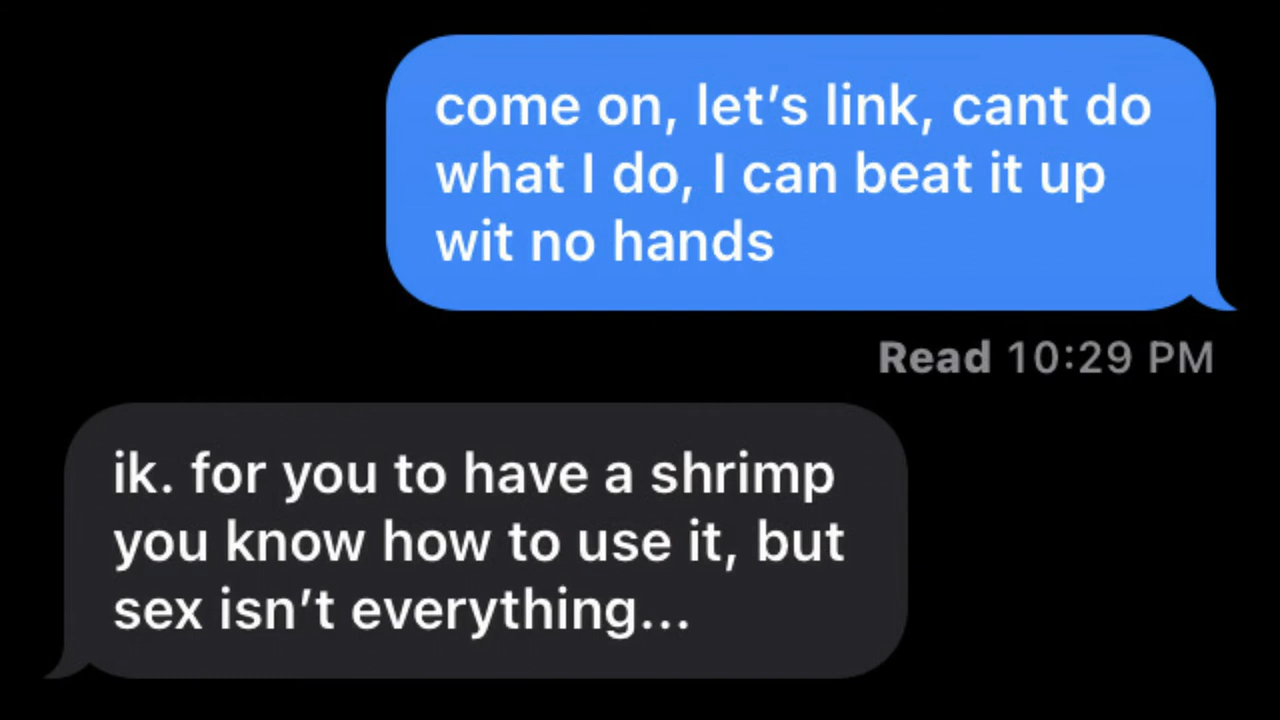 come on, let’s link, cant do
what I do, I can beat it up
wit no hands
Read 10:29 PM
ik. for you to have a shrimp
you know how to use it, but
sex isn’t everything...